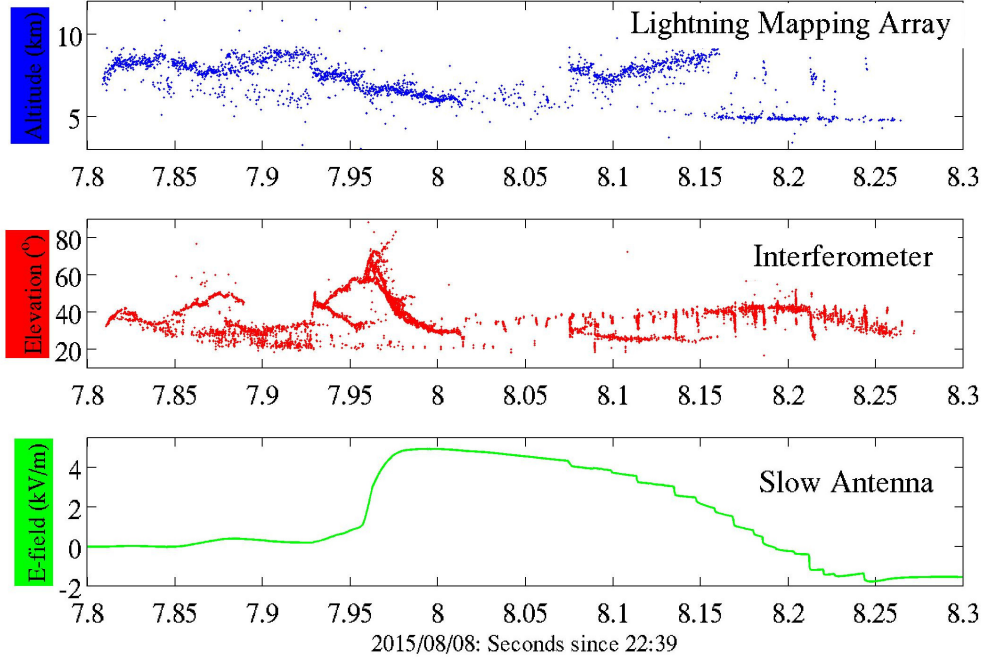 Lightning Mapping Array
Altitude (km)
10
5
7.8 7.85 7.9 7.95 8 8.05 8.1 8.15 8.2 8.25 8.3
Interferometer
Elevation (º)
80
60
40
20
7.8 7.85 7.9 7.95 8 8.05 8.1 8.15 8.2 8.25 8.3
Slow Antenna
E-field (kV/m)
4
2
0
-2
7.8 7.85 7.9 7.95 8 8.05 8.1 8.15 8.2 8.25 8.3
2015/08/08: Seconds since 22:39